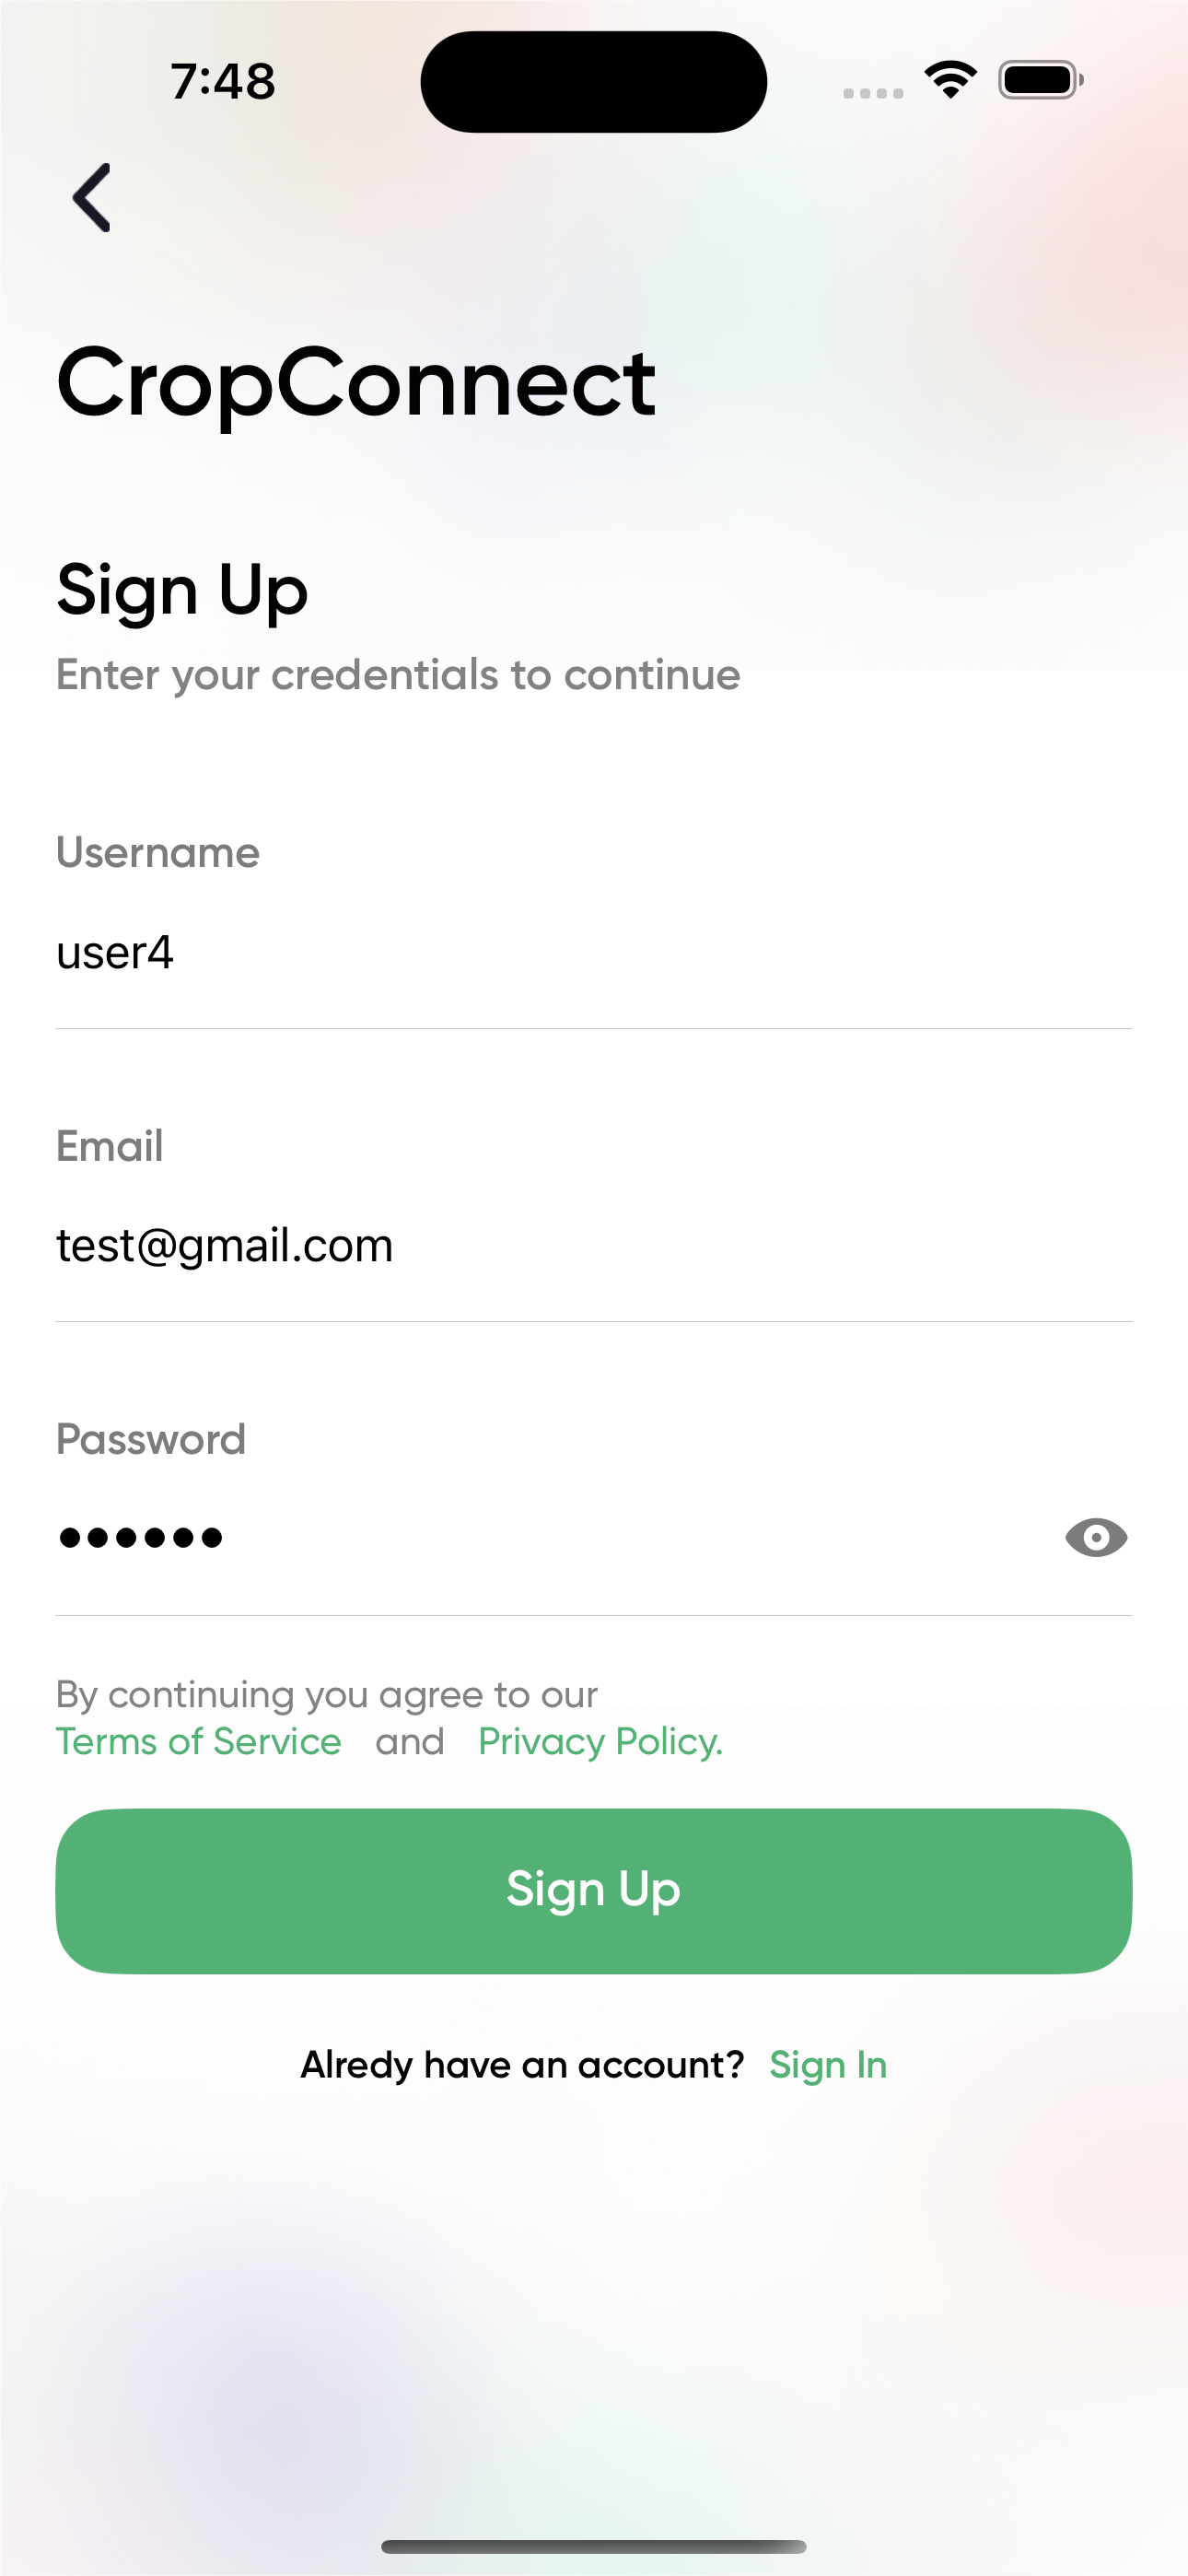 7:48
CropConnect
Sign Up
Enter your credentials to continue
Username
user4
Email
test@gmail.com
Password
••••••
By continuing you agree to our
Terms of Service and Privacy Policy.
Sign Up
Alredy have an account? Sign In